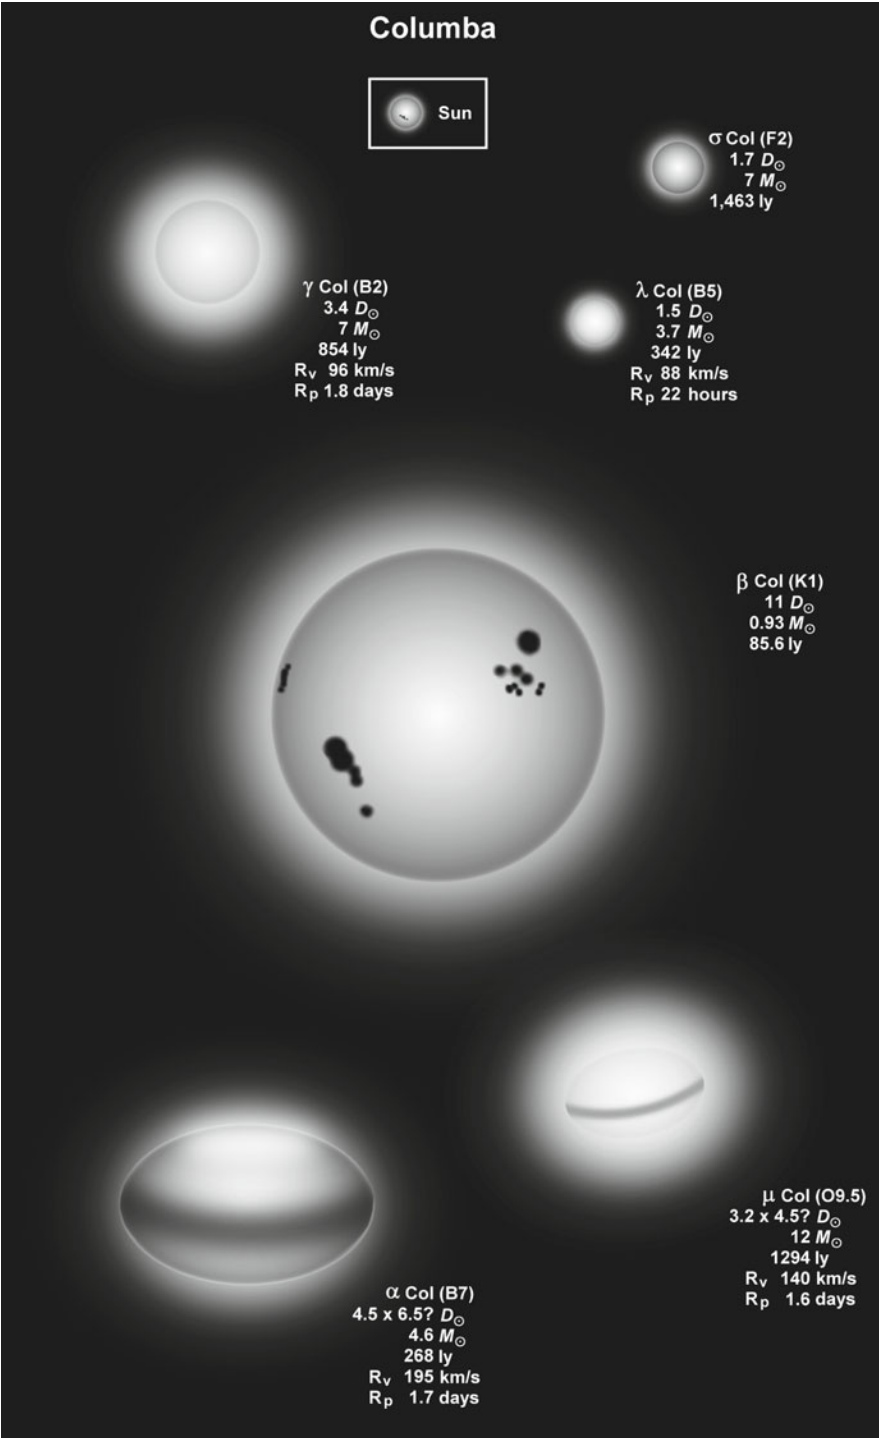 Columba
Sun
σ Col (F2)
1.7 D☉
7 M☉
1,463 ly
γ Col (B2)
3.4 D☉
7 M☉
854 ly
Rv 96 km/s
Rp 1.8 days
λ Col (B5)
1.5 D☉
3.7 M☉
342 ly
Rv 88 km/s
Rp 22 hours
β Col (K1)
11 D☉
0.93 M☉
85.6 ly
μ Col (O9.5)
3.2 x 4.5? D☉
12 M☉
1294 ly
Rv 140 km/s
Rp 1.6 days
α Col (B7)
4.5 x 6.5? D☉
4.6 M☉
268 ly
Rv 195 km/s
Rp 1.7 days